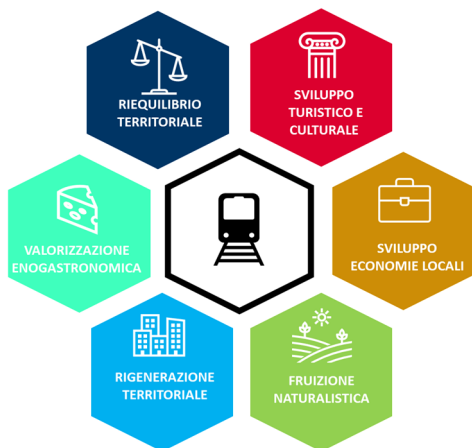 RIEQUILIBRIO
TERRITORIALE
SVILUPPO
TURISTICO E
CULTURALE
VALORIZZAZIONE
ENOGASTRONOMICA
SVILUPPO
ECONOMIE LOCALI
RIGENERAZIONE
TERRITORIALE
FRUIZIONE
NATURALISTICA